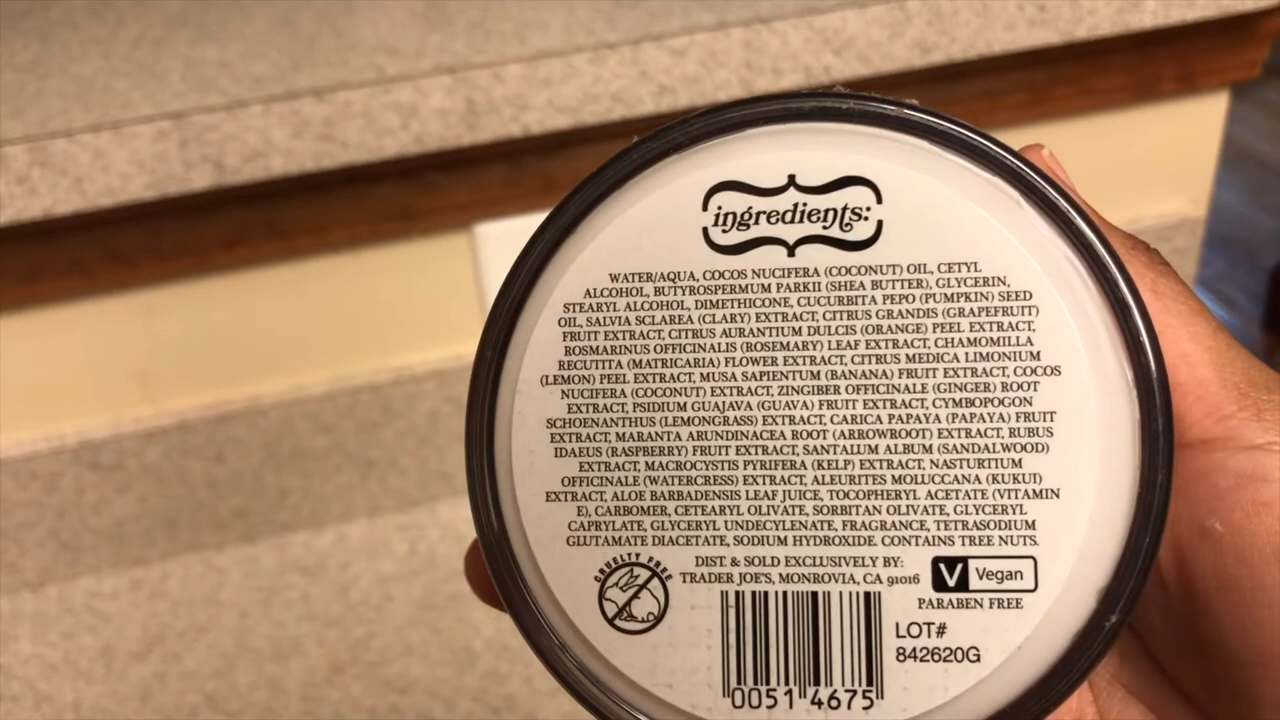 ingredients:
WATER/AQUA, COCOS NUCIFERA (COCONUT) OIL, CETYL
ALCOHOL, BUTYROSPERMUM PARKII (SHEA BUTTER), GLYCERIN,
STEARYL ALCOHOL, DIMETHICONE, CUCURBITA PEPO (PUMPKIN) SEED
OIL, SALVIA SCLAREA (CLARY) EXTRACT, CITRUS GRANDIS (GRAPEFRUIT)
FRUIT EXTRACT, CITRUS AURANTIUM DULCIS (ORANGE) PEEL EXTRACT,
ROSMARINUS OFFICINALIS (ROSEMARY) LEAF EXTRACT, CHAMOMILLA
RECUTITA (MATRICARIA) FLOWER EXTRACT, CITRUS MEDICA LIMONIUM
(LEMON) PEEL EXTRACT, MUSA SAPIENTUM (BANANA) FRUIT EXTRACT, COCOS
NUCIFERA (COCONUT) EXTRACT, ZINGIBER OFFICINALE (GINGER) ROOT
EXTRACT, PSIDIUM GUAJAVA (GUAVA) FRUIT EXTRACT, CYMBOPOGON
SCHOENANTHUS (LEMONGRASS) EXTRACT, CARICA PAPAYA (PAPAYA) FRUIT
EXTRACT, MARANTA ARUNDINACEA ROOT (ARROWROOT) EXTRACT, RUBUS
IDAEUS (RASPBERRY) FRUIT EXTRACT, SANTALUM ALBUM (SANDALWOOD)
EXTRACT, MACROCYSTIS PYRIFERA (KELP) EXTRACT, NASTURTIUM
OFFICINALE (WATERCRESS) EXTRACT, ALEURITES MOLUCCANA (KUKUI)
EXTRACT, ALOE BARBADENSIS LEAF JUICE, TOCOPHERYL ACETATE (VITAMIN
E), CARBOMER, CETEARYL OLIVATE, SORBITAN OLIVATE, GLYCERYL
CAPRYLATE, GLYCERYL UNDECYLENATE, FRAGRANCE, TETRASODIUM
GLUTAMATE DIACETATE, SODIUM HYDROXIDE. CONTAINS TREE NUTS.
CRUELTY FREE
DIST. & SOLD EXCLUSIVELY BY:
TRADER JOE'S, MONROVIA, CA 91016
V Vegan
PARABEN FREE
LOT#
842620G
0051 4675